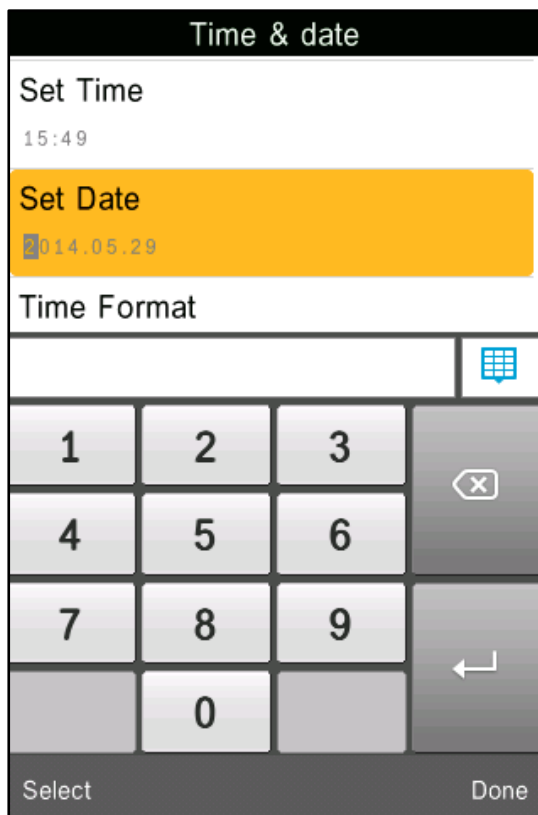 Time & date
Set Time
15:49
Set Date
2014.05.29
Time Format
1 2 3
4 5 6
7 8 9
0
Select Done